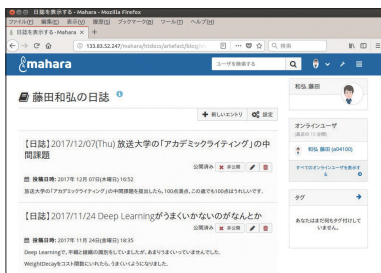 日誌を表示する - Mahara - Mozilla Firefox
ファイル(F) 編集(E) 表示(V) 履歴(S) ブックマーク(B) ツール(T) ヘルプ(H)
日誌を表示する - Mahara ×
133.83.52.247/mahara/htdocs/artefact/blog/
検索
mahara
ユーザを検索する
藤田和弘の日誌
新しいエントリ 設定
【日誌】2017/12/07(Thu) 放送大学の「アカデミックライティング」の中
間課題
公開済み 非公開
投稿日時: 2017年 12月 07日(木曜日) 16:52
放送大学の「アカデミックライティング」の中間課題を提出したら、100点満点、この歳でも100点はうれしいです。
【日誌】2017/11/24 Deep Learningがうまくいかないのがなんとか
公開済み 非公開
投稿日時: 2017年 11月 24日(金曜日) 18:35
Deep Learningで、平織と綾織の識別をしていましたが、あまりうまくいっていませんでした。
WeightDecayをコスト関数にいれたら、うまくいくようになりました。
和弘 藤田
オンラインユーザ
(直近の 10 分間)
和弘 藤田 (a04100)
すべてのオンラインユーザを表示す
る
タグ
あなたはまだ何もタグ付けして
いません。